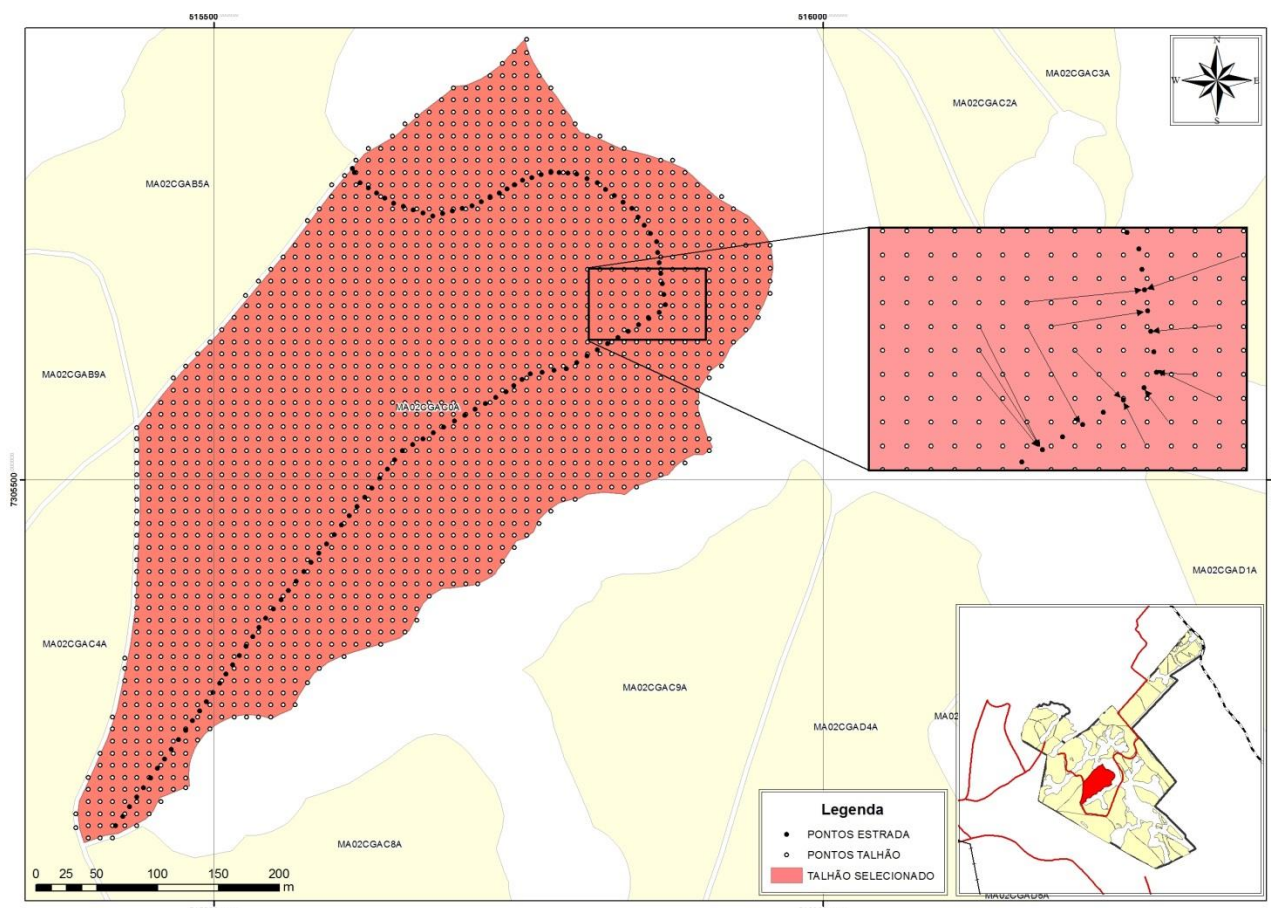 515500
516000
N
W
E
S
MA02CGAC3A
MA02CGAC2A
MA02CGAB5A
MA02CGAB9A
MA02CGAC0A
7305500
MA02CGAD1A
MA02CGAC4A
MA02CGAC9A
MA02CGAD4A
MA02
MA02CGAC8A
Legenda
PONTOS ESTRADA
PONTOS TALHÃO
TALHÃO SELECIONADO
0 25 50 100 150 200
m